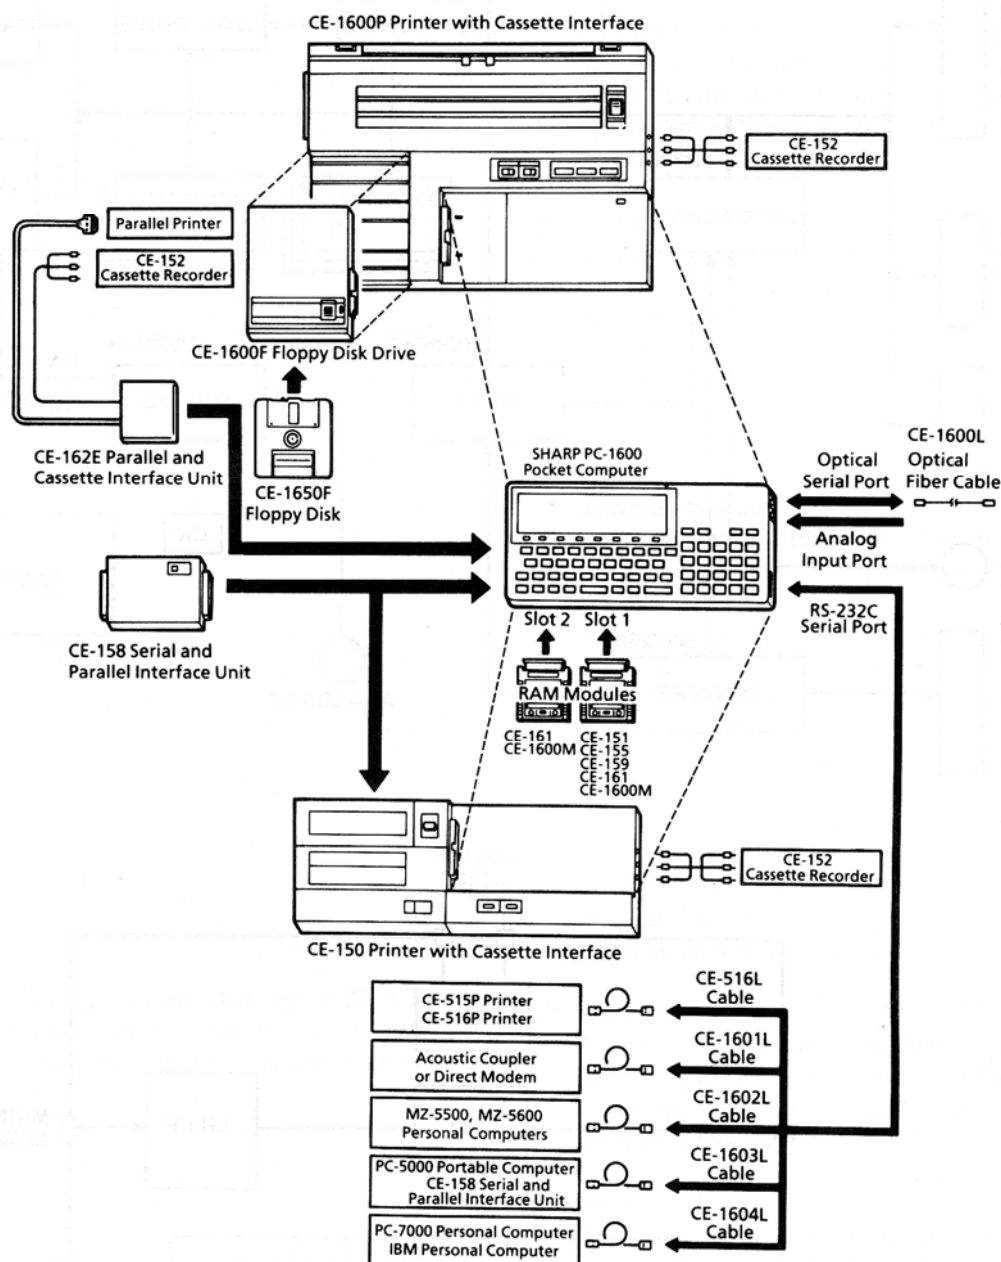 CE-1600P Printer with Cassette Interface
CE-152
Cassette Recorder
Parallel Printer
CE-152
Cassette Recorder
CE-1600F Floppy Disk Drive
CE-162E Parallel and
Cassette Interface Unit
CE-1650F
Floppy Disk
SHARP PC-1600
Pocket Computer
CE-1600L
Optical
Fiber Cable
Optical
Serial Port
Analog
Input Port
RS-232C
Serial Port
CE-158 Serial and
Parallel Interface Unit
Slot 2
Slot 1
RAM Modules
CE-161
CE-1600M
CE-151
CE-155
CE-159
CE-161
CE-1600M
CE-152
Cassette Recorder
CE-150 Printer with Cassette Interface
CE-515P Printer
CE-516P Printer
CE-516L
Cable
Acoustic Coupler
or Direct Modem
CE-1601L
Cable
MZ-5500, MZ-5600
Personal Computers
CE-1602L
Cable
PC-5000 Portable Computer
CE-158 Serial and
Parallel Interface Unit
CE-1603L
Cable
PC-7000 Personal Computer
IBM Personal Computer
CE-1604L
Cable